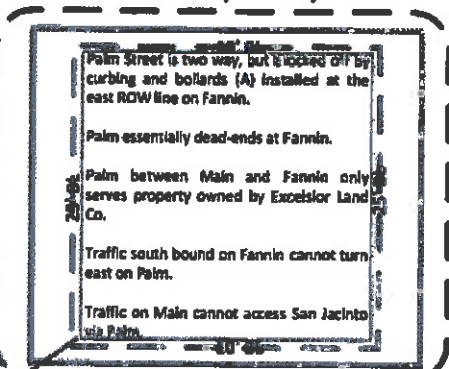 Palm Street is two way, but is locked off by
curbing and bollards (A) installed at the
east ROW line on Fannin.
Palm essentially dead-ends at Fannin.
Palm between Main and Fannin only
serves property owned by Excelsior Land
Co.
Traffic south bound on Fannin cannot turn
east on Palm.
Traffic on Main cannot access San Jacinto
via Palm.